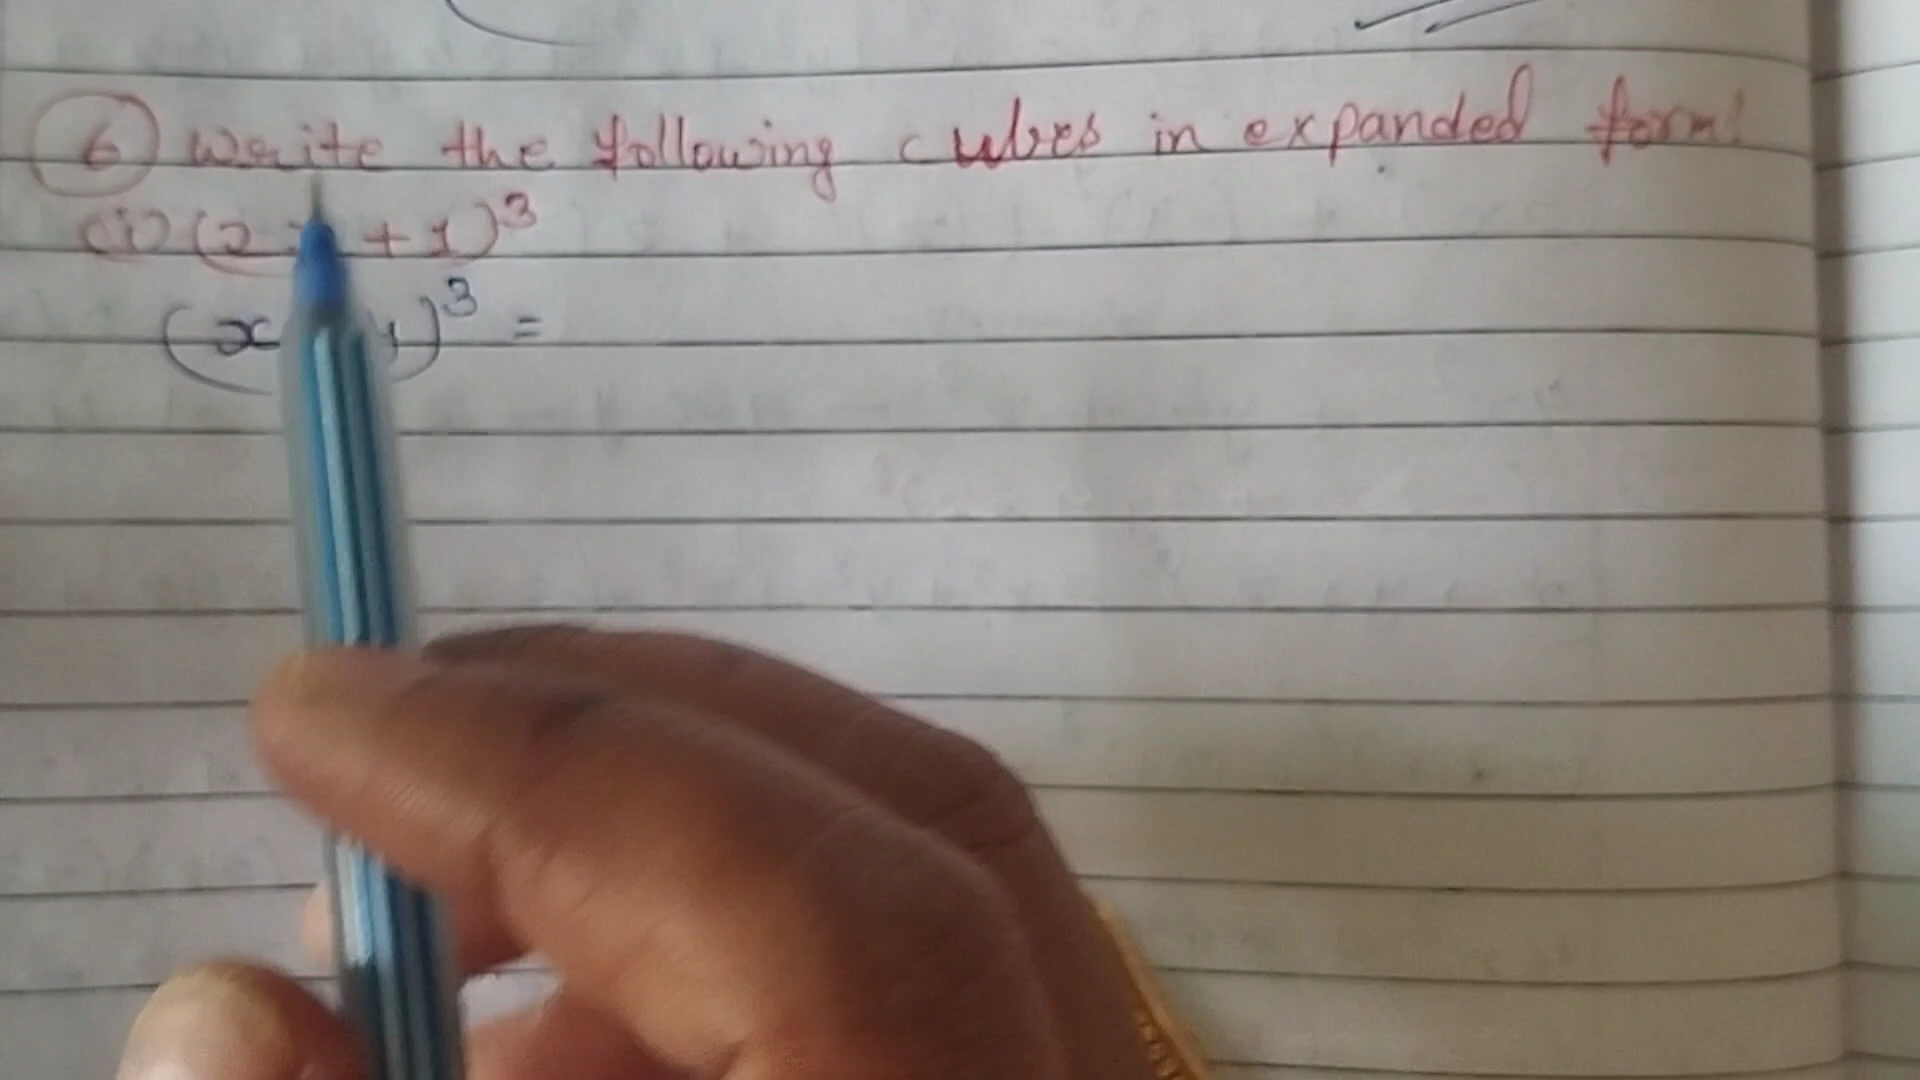 6 Write the following cubes in expanded form:
(i) (2 + 1)³
(x y)³ =